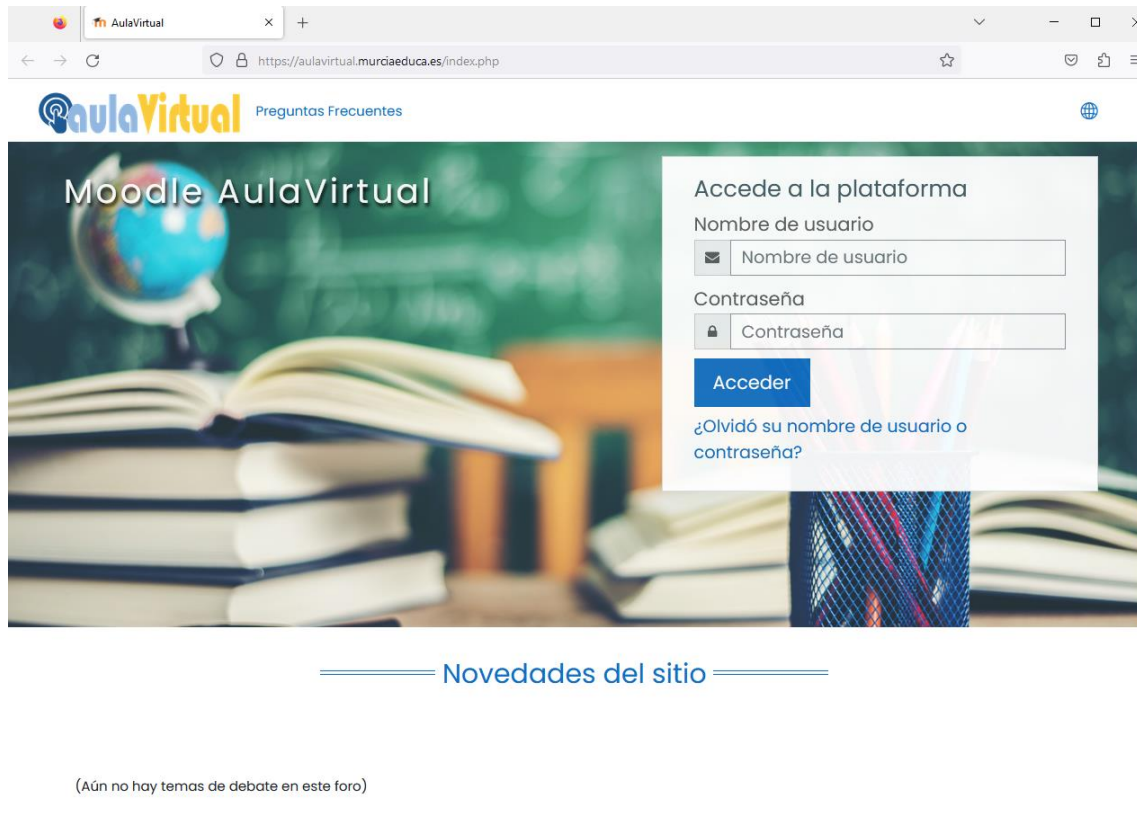 AulaVirtual
https://aulavirtual.murciaeduca.es/index.php
aulaVirtual
Preguntas Frecuentes
Moodle AulaVirtual
Accede a la plataforma
Nombre de usuario
Nombre de usuario
Contraseña
Contraseña
Acceder
¿Olvidó su nombre de usuario o
contraseña?
Novedades del sitio
(Aún no hay temas de debate en este foro)